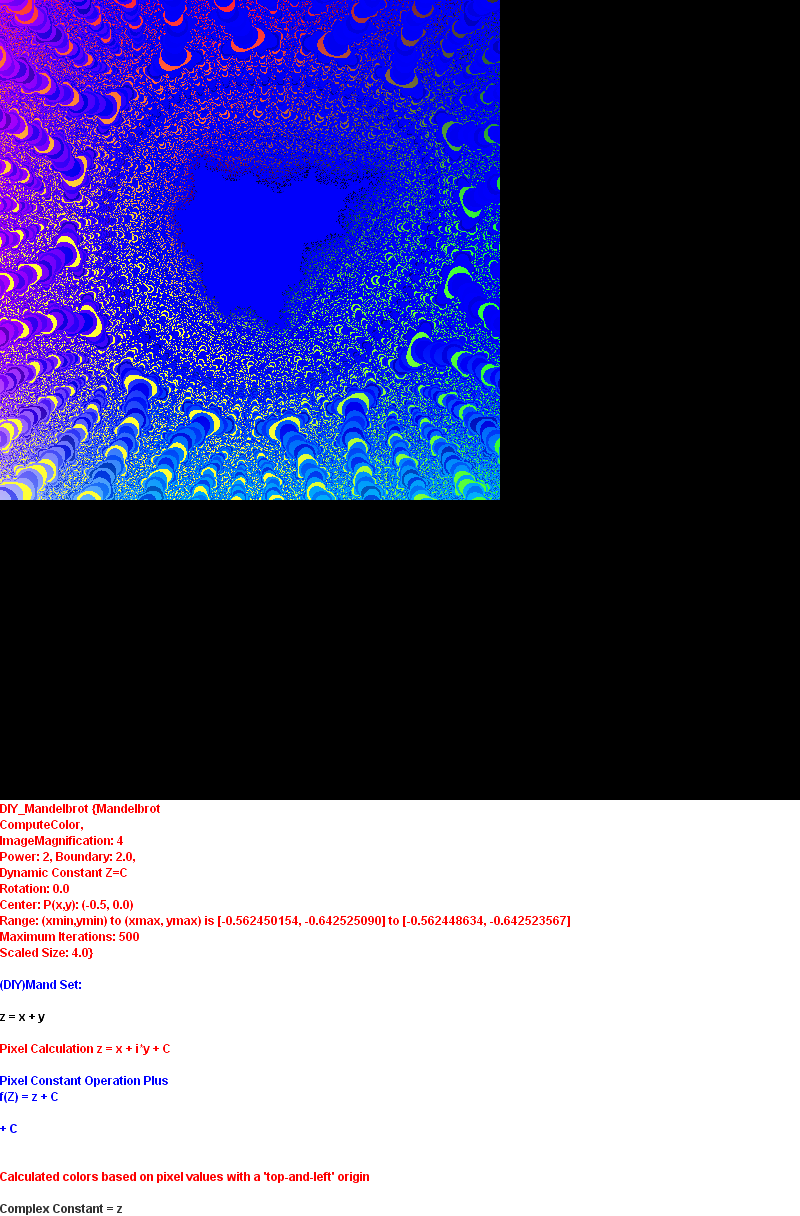 DIY_Mandelbrot {Mandelbrot
ComputeColor,
ImageMagnification: 4
Power: 2, Boundary: 2.0,
Dynamic Constant Z=C
Rotation: 0.0
Center: P(x,y): (-0.5, 0.0)
Range: (xmin,ymin) to (xmax, ymax) is [-0.562450154, -0.642525090] to [-0.562448634, -0.642523567]
Maximum Iterations: 500
Scaled Size: 4.0}
(DIY)Mand Set:
z = x + y
Pixel Calculation z = x + i*y + C
Pixel Constant Operation Plus
f(Z) = z + C
+ C
Calculated colors based on pixel values with a 'top-and-left' origin
Complex Constant = z